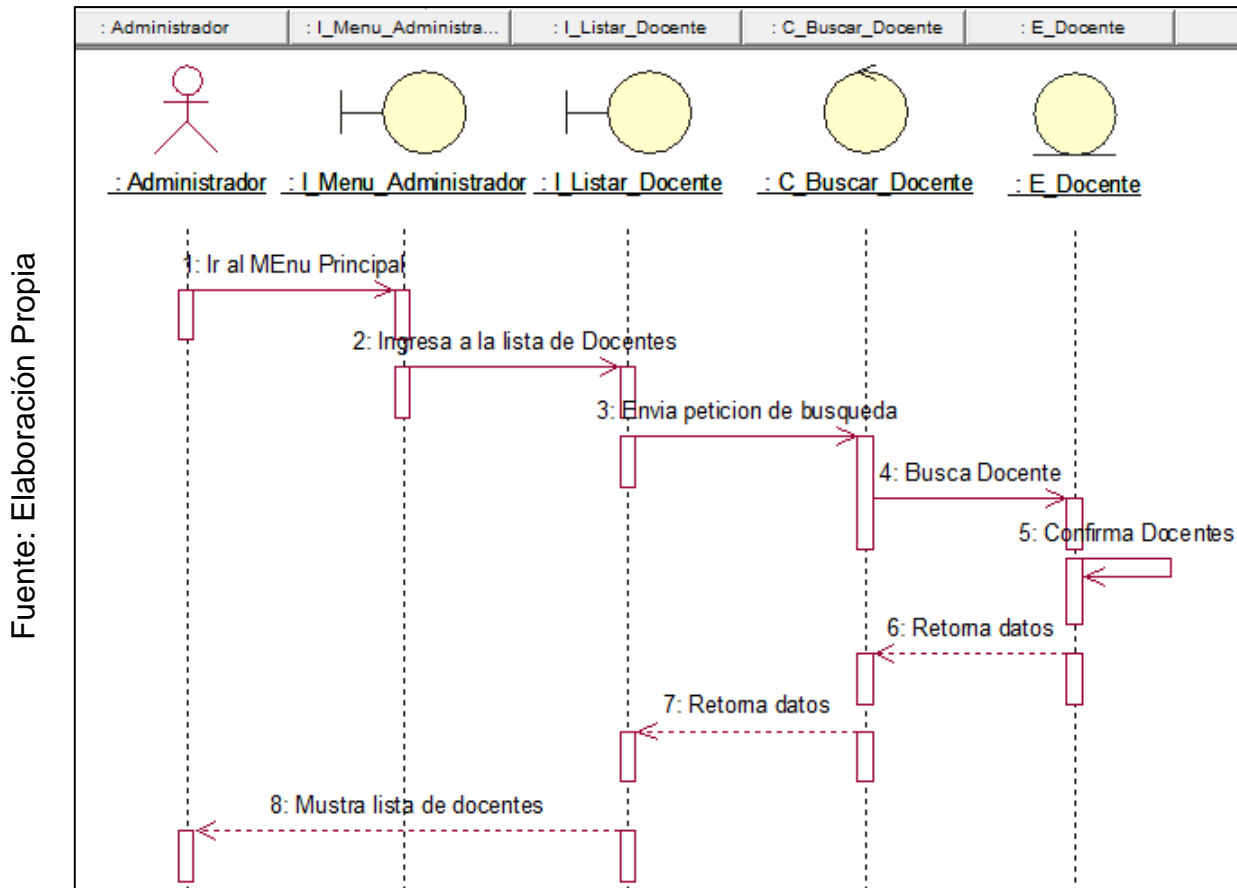 : Administrador
: I_Menu_Administra...
: I_Listar_Docente
: C_Buscar_Docente
: E_Docente
: Administrador
: I_Menu_Administrador
: I_Listar_Docente
: C_Buscar_Docente
: E_Docente
1: Ir al MEnu Principal
2: Ingresa a la lista de Docentes
3: Envia peticion de busqueda
4: Busca Docente
5: Confirma Docentes
6: Retorna datos
7: Retorna datos
8: Mustra lista de docentes
Fuente: Elaboración Propia